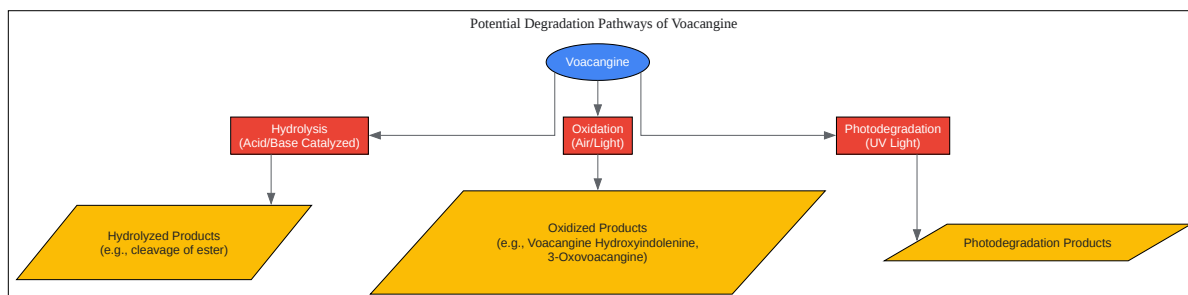 Potential Degradation Pathways of Voacangine
Voacangine
Hydrolysis
(Acid/Base Catalyzed)
Oxidation
(Air/Light)
Photodegradation
(UV Light)
Hydrolyzed Products
(e.g., cleavage of ester)
Oxidized Products
(e.g., Voacangine Hydroxyindolenine,
3-Oxovoacangine)
Photodegradation Products